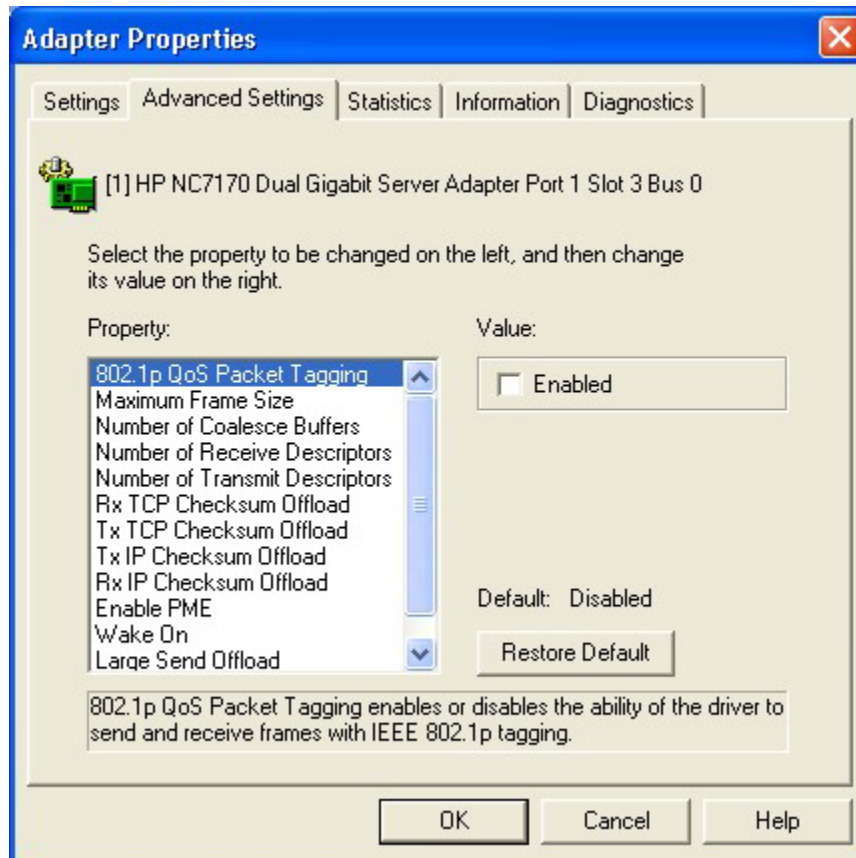 Adapter Properties
Settings Advanced Settings Statistics Information Diagnostics
[1] HP NC7170 Dual Gigabit Server Adapter Port 1 Slot 3 Bus 0
Select the property to be changed on the left, and then change
its value on the right.
Property:
802.1p QoS Packet Tagging
Maximum Frame Size
Number of Coalesce Buffers
Number of Receive Descriptors
Number of Transmit Descriptors
Rx TCP Checksum Offload
Tx TCP Checksum Offload
Tx IP Checksum Offload
Rx IP Checksum Offload
Enable PME
Wake On
Large Send Offload
Value:
Enabled
Default: Disabled
Restore Default
802.1p QoS Packet Tagging enables or disables the ability of the driver to
send and receive frames with IEEE 802.1p tagging.
OK Cancel Help